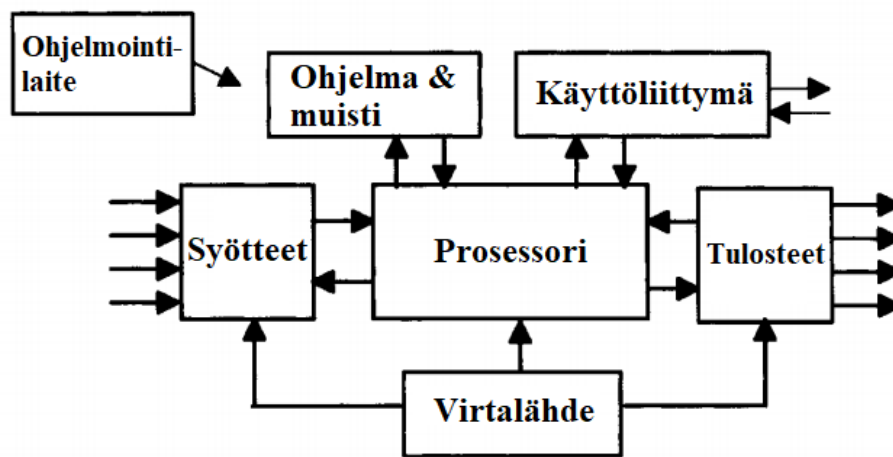 Ohjelmointi-
laite
Ohjelma &
muisti
Käyttöliittymä
Syötteet
Prosessori
Tulosteet
Virtalähde